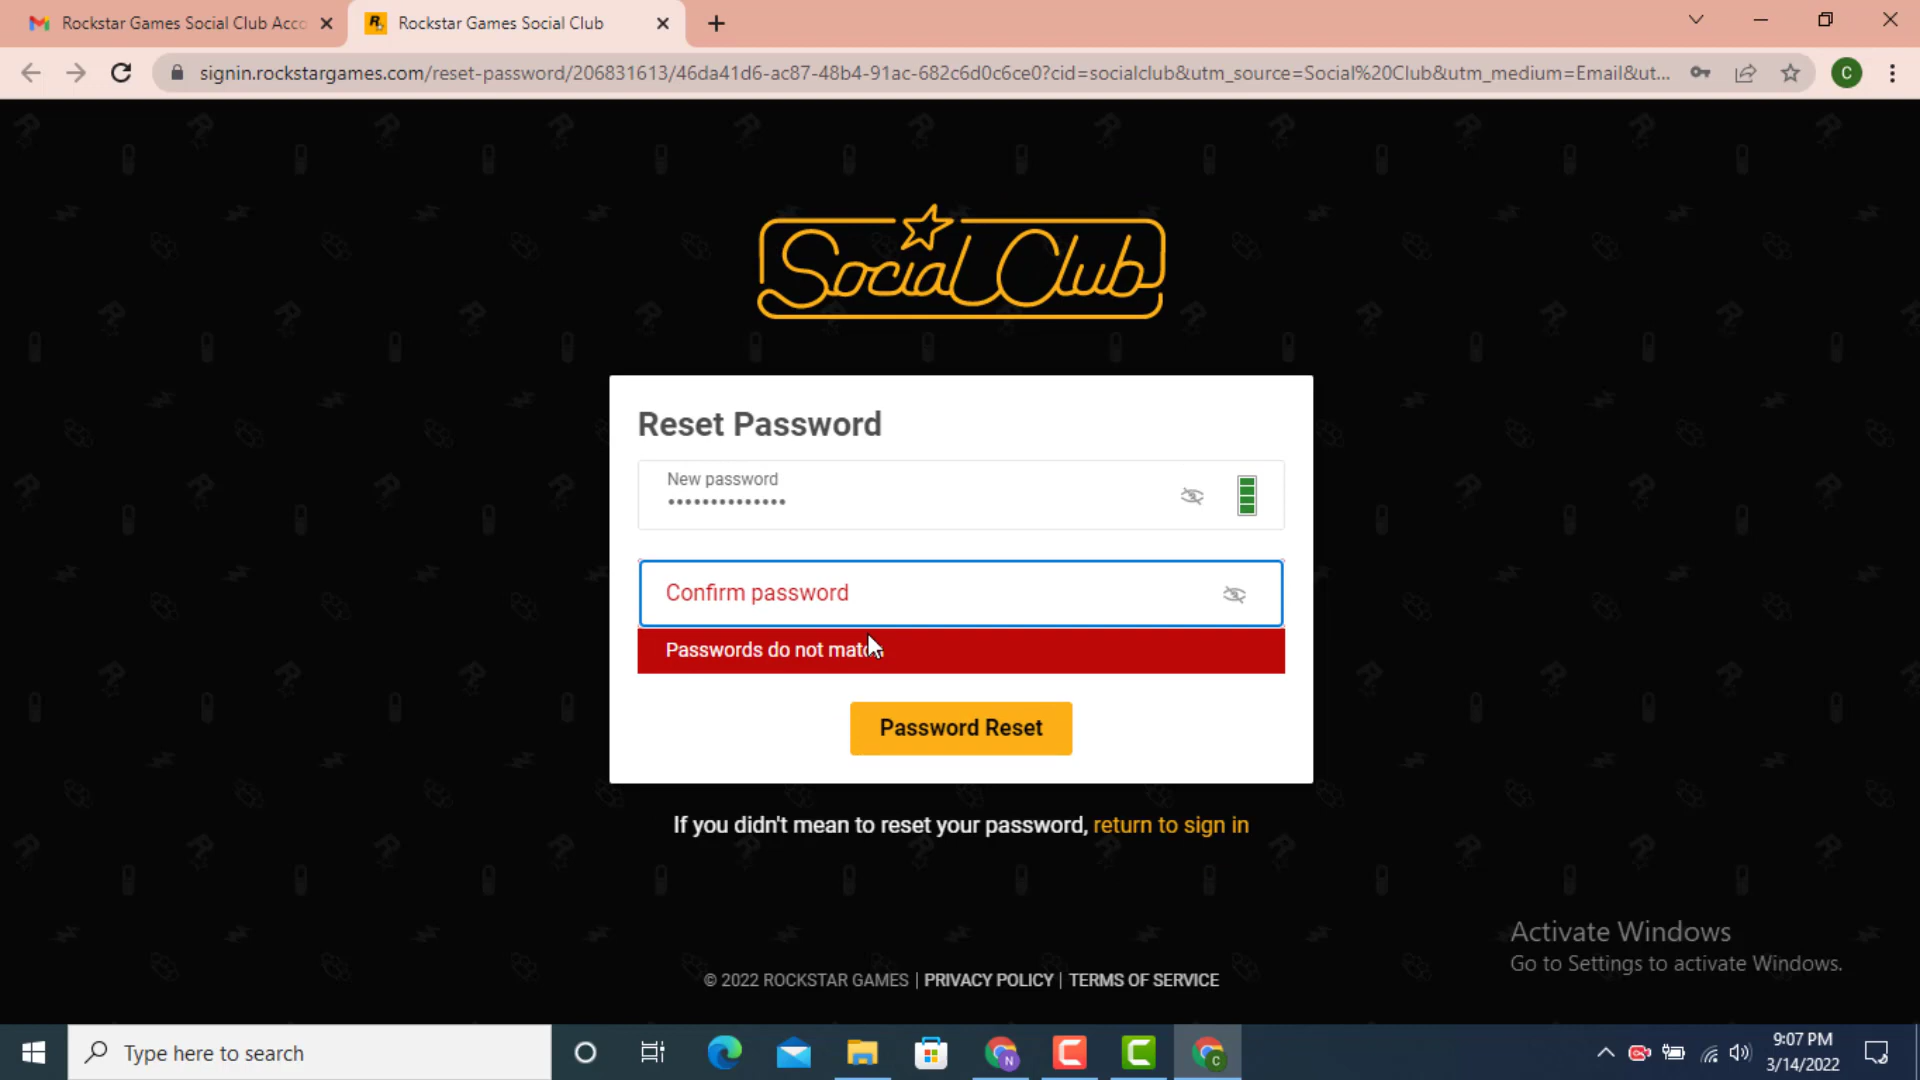 Rockstar Games Social Club Acco
Rockstar Games Social Club
signin.rockstargames.com/reset-password/206831613/46da41d6-ac87-48b4-91ac-682c6d0c6ce0?cid=socialclub&utm_source=Social%20Club&utm_medium=Email&ut...
C
Social Club
Reset Password
New password
Confirm password
Passwords do not match
Password Reset
If you didn't mean to reset your password, return to sign in
Activate Windows
Go to Settings to activate Windows.
© 2022 ROCKSTAR GAMES | PRIVACY POLICY | TERMS OF SERVICE
Type here to search
9:07 PM
3/14/2022